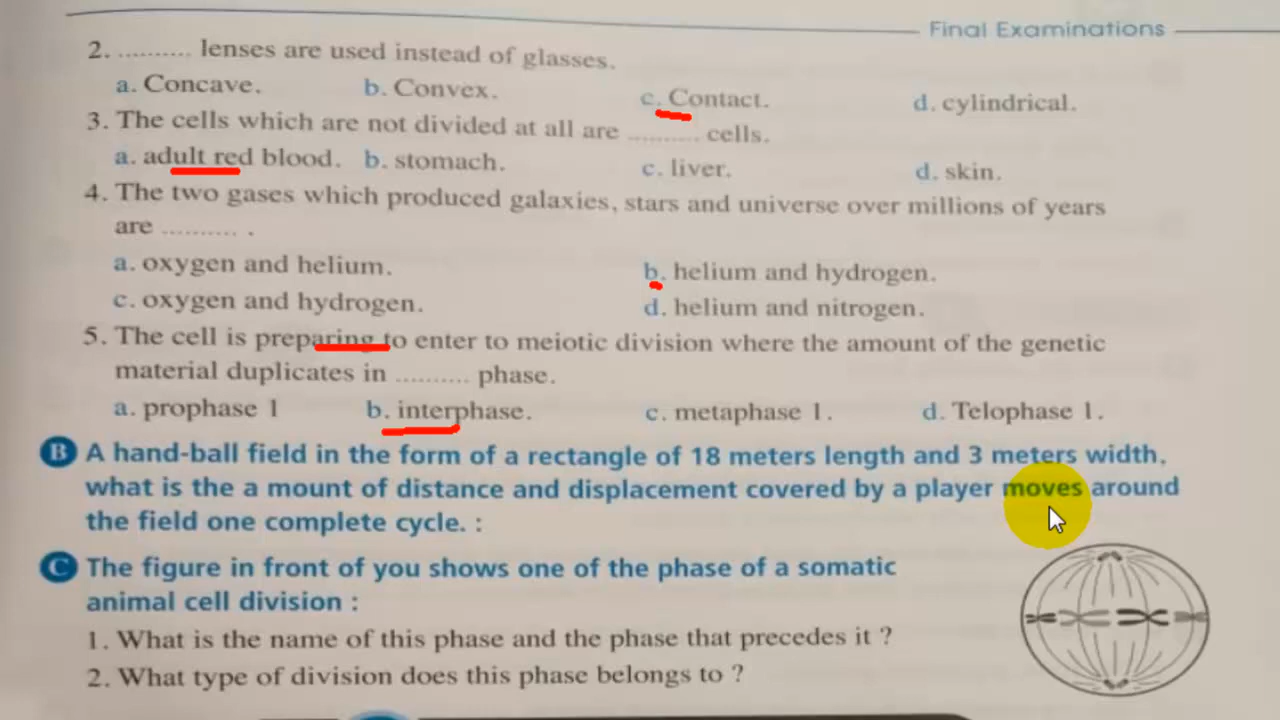 Final Examinations
2. .......... lenses are used instead of glasses.
a. Concave. b. Convex. c. Contact. d. cylindrical.
3. The cells which are not divided at all are .......... cells.
a. adult red blood. b. stomach. c. liver. d. skin.
4. The two gases which produced galaxies, stars and universe over millions of years
are .......... .
a. oxygen and helium. b. helium and hydrogen.
c. oxygen and hydrogen. d. helium and nitrogen.
5. The cell is preparing to enter to meiotic division where the amount of the genetic
material duplicates in .......... phase.
a. prophase 1 b. interphase. c. metaphase 1. d. Telophase 1.
B A hand-ball field in the form of a rectangle of 18 meters length and 3 meters width,
what is the a mount of distance and displacement covered by a player moves around
the field one complete cycle. :
C The figure in front of you shows one of the phase of a somatic
animal cell division :
1. What is the name of this phase and the phase that precedes it ?
2. What type of division does this phase belongs to ?